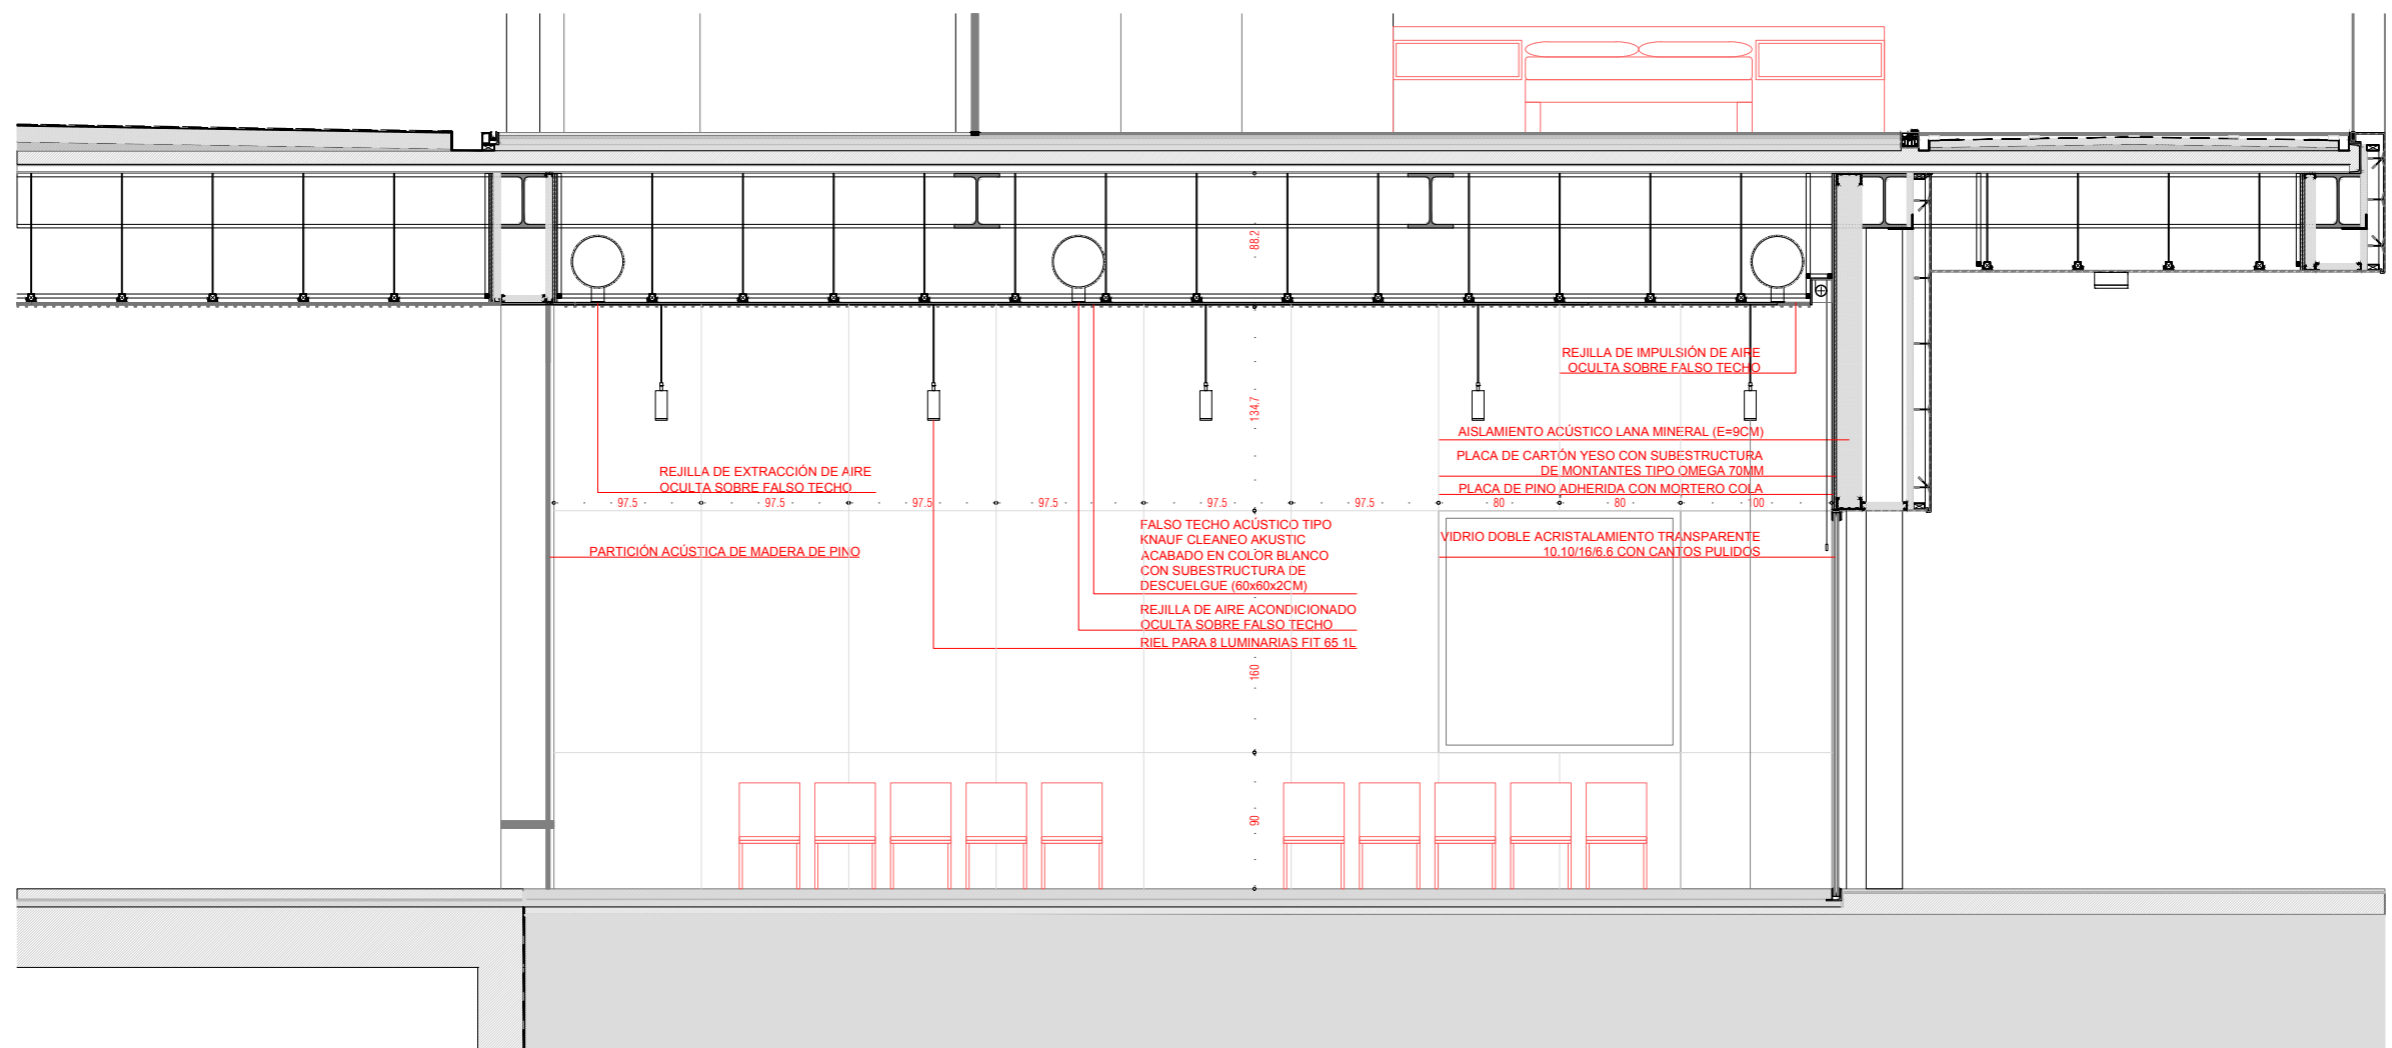 88.2
REJILLA DE IMPULSIÓN DE AIRE
OCULTA SOBRE FALSO TECHO
134.7
AISLAMIENTO ACÚSTICO LANA MINERAL (E=9CM)
PLACA DE CARTÓN YESO CON SUBESTRUCTURA
DE MONTANTES TIPO OMEGA 70MM
PLACA DE PINO ADHERIDA CON MORTERO COLA
REJILLA DE EXTRACCIÓN DE AIRE
OCULTA SOBRE FALSO TECHO
97.5 97.5 97.5 97.5 97.5 97.5 80 80 100
FALSO TECHO ACÚSTICO TIPO
KNAUF CLEANEO AKUSTIC
ACABADO EN COLOR BLANCO
CON SUBESTRUCTURA DE
DESCUELGUE (60x60x2CM)
VIDRIO DOBLE ACRISTALAMIENTO TRANSPARENTE
10.10/16/6.6 CON CANTOS PULIDOS
PARTICIÓN ACÚSTICA DE MADERA DE PINO
REJILLA DE AIRE ACONDICIONADO
OCULTA SOBRE FALSO TECHO
RIEL PARA 8 LUMINARIAS FIT 65 1L
160
90